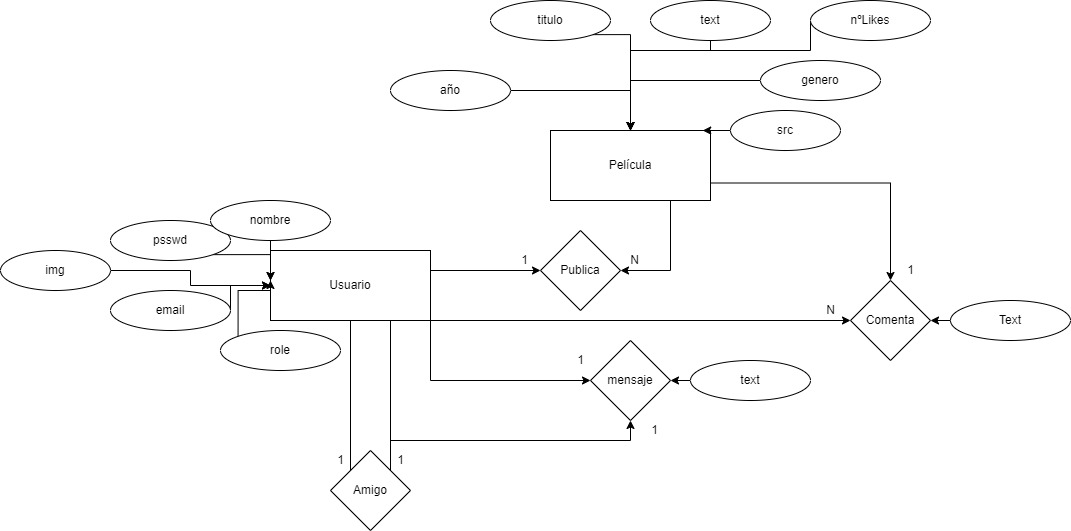 titulo
text
nºLikes
año
genero
src
Película
nombre
psswd
img
email
role
Usuario
1
Publica
N
1
N
Comenta
Text
1
mensaje
text
1
1
1
Amigo